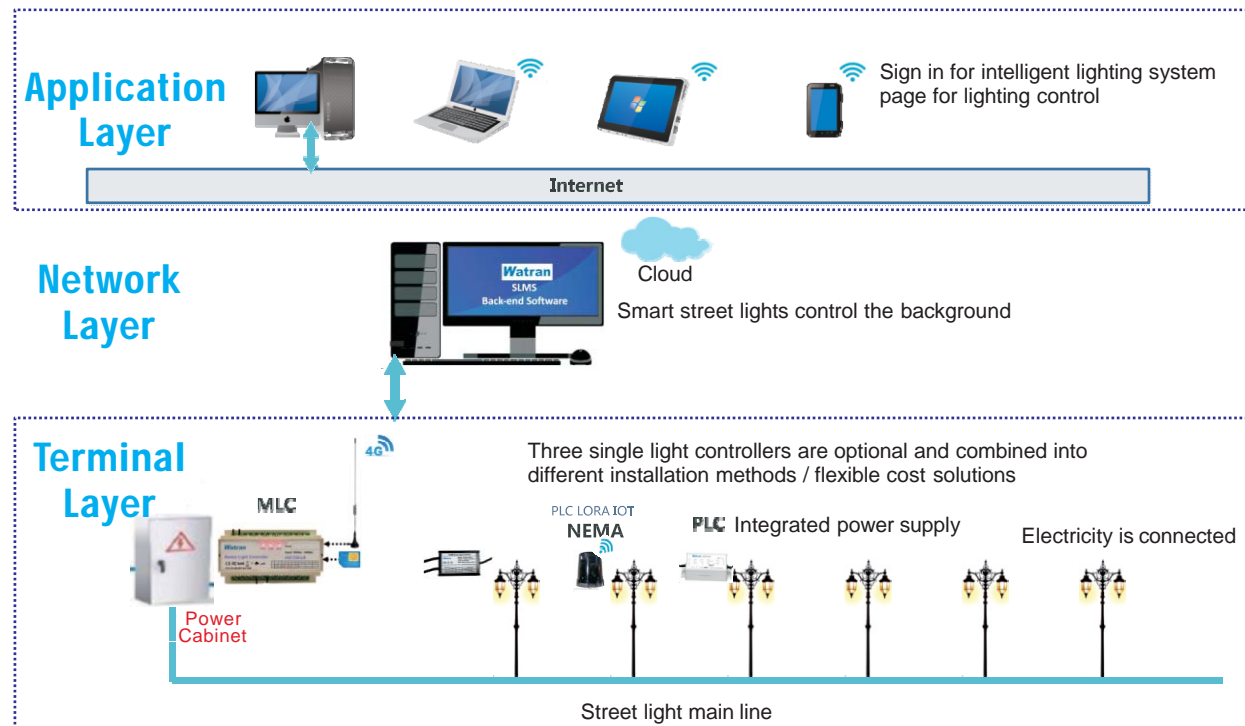 Application
Layer
Sign in for intelligent lighting system
page for lighting control
Internet
Network
Layer
Watran
SLMS
Back-end Software
Cloud
Smart street lights control the background
Terminal
Layer
4G
Three single light controllers are optional and combined into
different installation methods / flexible cost solutions
MLC
Watran
PLC LORA IOT
NEMA
PLC Integrated power supply
Electricity is connected
Power
Cabinet
Street light main line